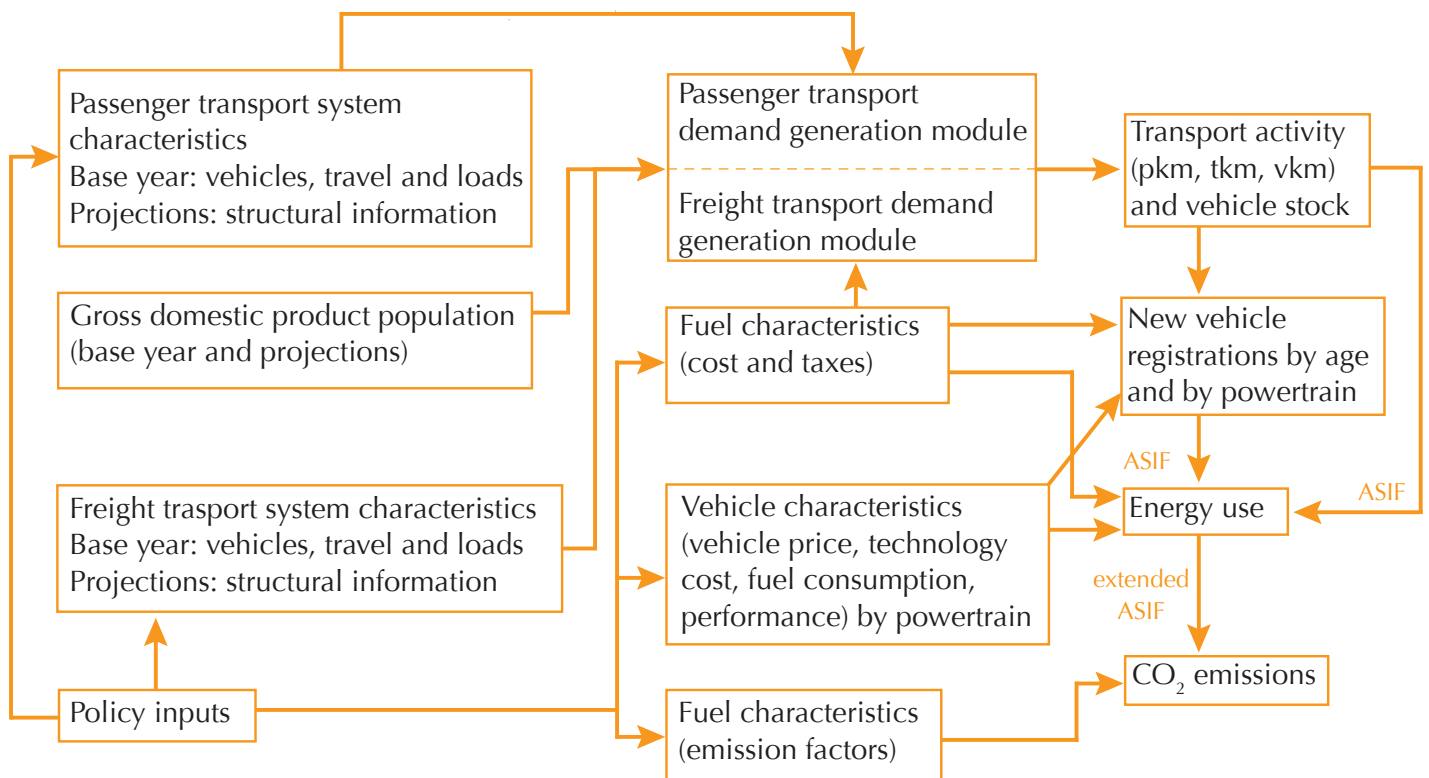 Passenger transport system
characteristics
Base year: vehicles, travel and loads
Projections: structural information
Gross domestic product population
(base year and projections)
Freight trasport system characteristics
Base year: vehicles, travel and loads
Projections: structural information
Policy inputs
Passenger transport
demand generation module
Freight transport demand
generation module
Fuel characteristics
(cost and taxes)
Vehicle characteristics
(vehicle price, technology
cost, fuel consumption,
performance) by powertrain
Fuel characteristics
(emission factors)
Transport activity
(pkm, tkm, vkm)
and vehicle stock
New vehicle
registrations by age
and by powertrain
ASIF
ASIF
Energy use
extended
ASIF
CO₂ emissions